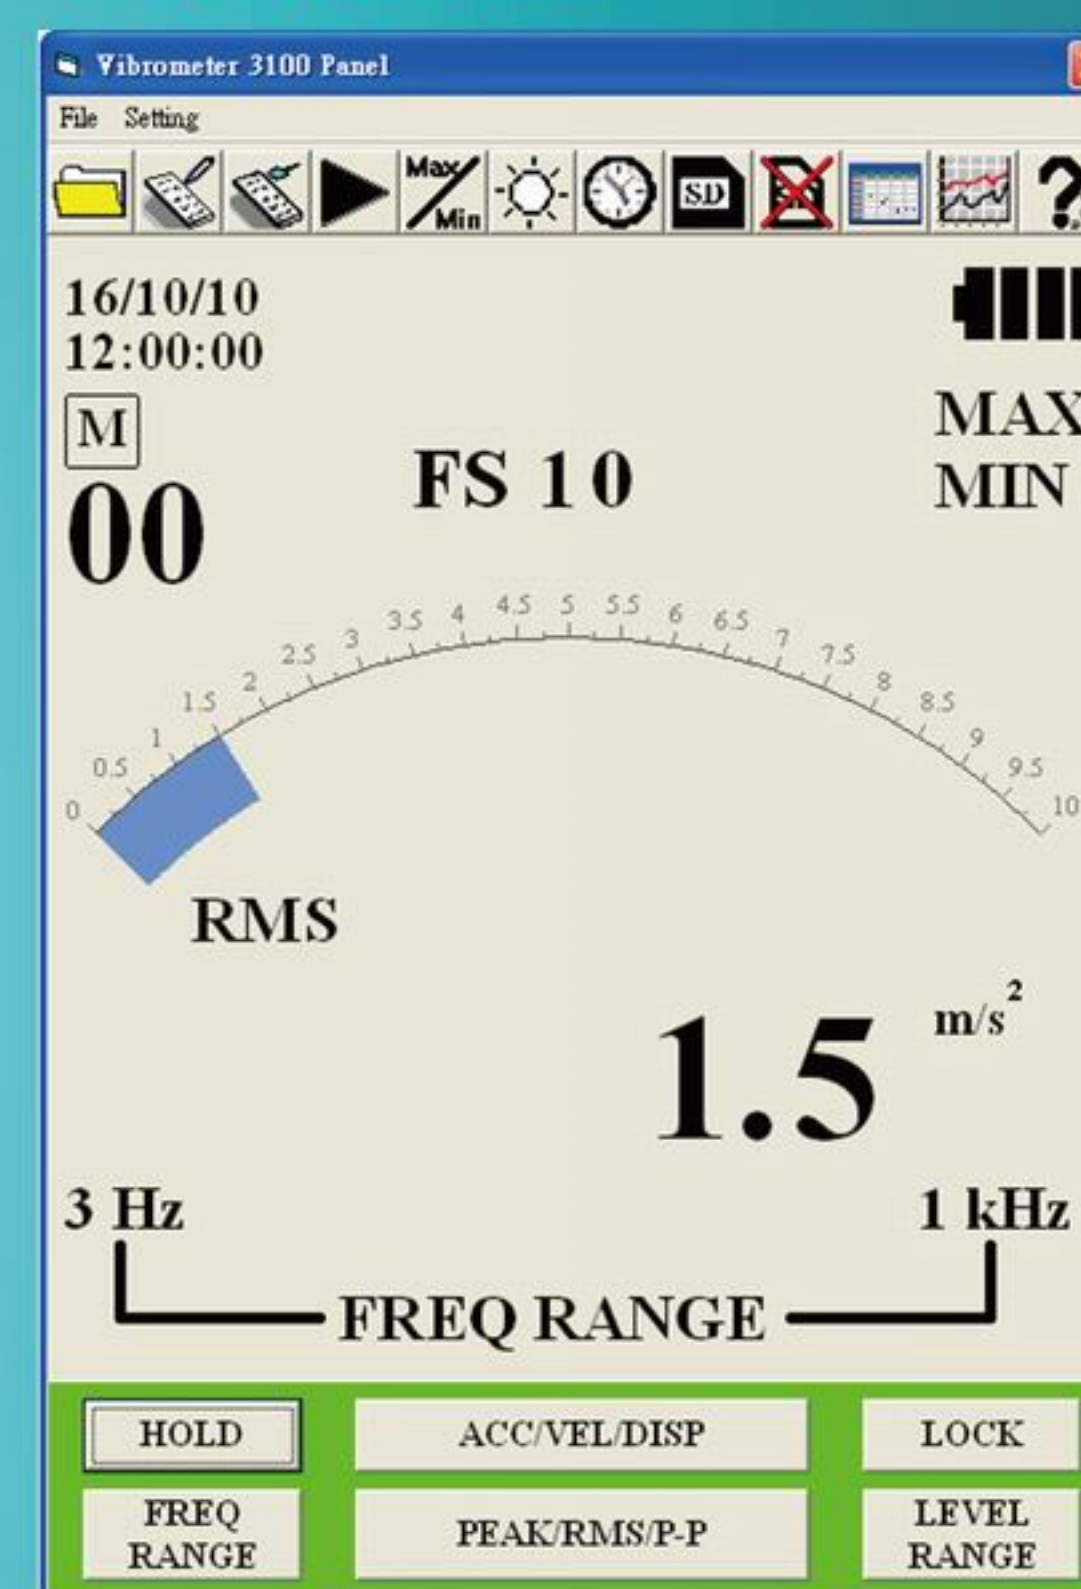 Vibrometer 3100 Panel
File Setting
Max/Min
SD
?
16/10/10
12:00:00
M
MAX
00
FS 10
MIN
0 0.5 1 1.5 2 2.5 3 3.5 4 4.5 5 5.5 6 6.5 7 7.5 8 8.5 9 9.5 10
RMS
1.5 m/s²
3 Hz 1 kHz
FREQ RANGE
HOLD ACC/VEL/DISP LOCK
FREQ RANGE PEAK/RMS/P-P LEVEL RANGE